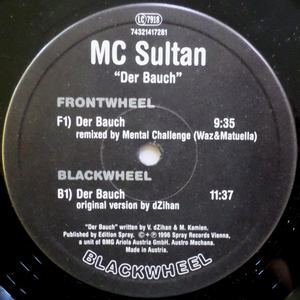 LC 7918
74321417281
MC Sultan
"Der Bauch"
FRONTWHEEL
F1) Der Bauch 9:35
remixed by Mental Challenge (Waz&Matuella)
BLACKWHEEL
B1) Der Bauch 11:37
original version by dZihan
"Der Bauch" written by V. dZihan & M. Kamien.
Published by Edition Spray. ©+℗ 1996 Spray Records Vienna,
a unit of BMG Ariola Austria GmbH. Austro Mechana.
Made in Austria.
BLACKWHEEL